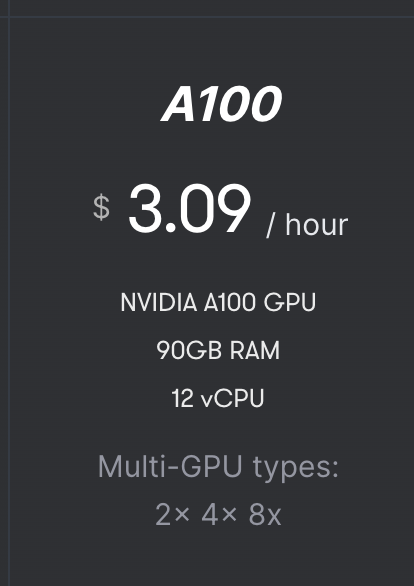 A100
$ 3.09 / hour
NVIDIA A100 GPU
90GB RAM
12 vCPU
Multi-GPU types:
2× 4× 8x